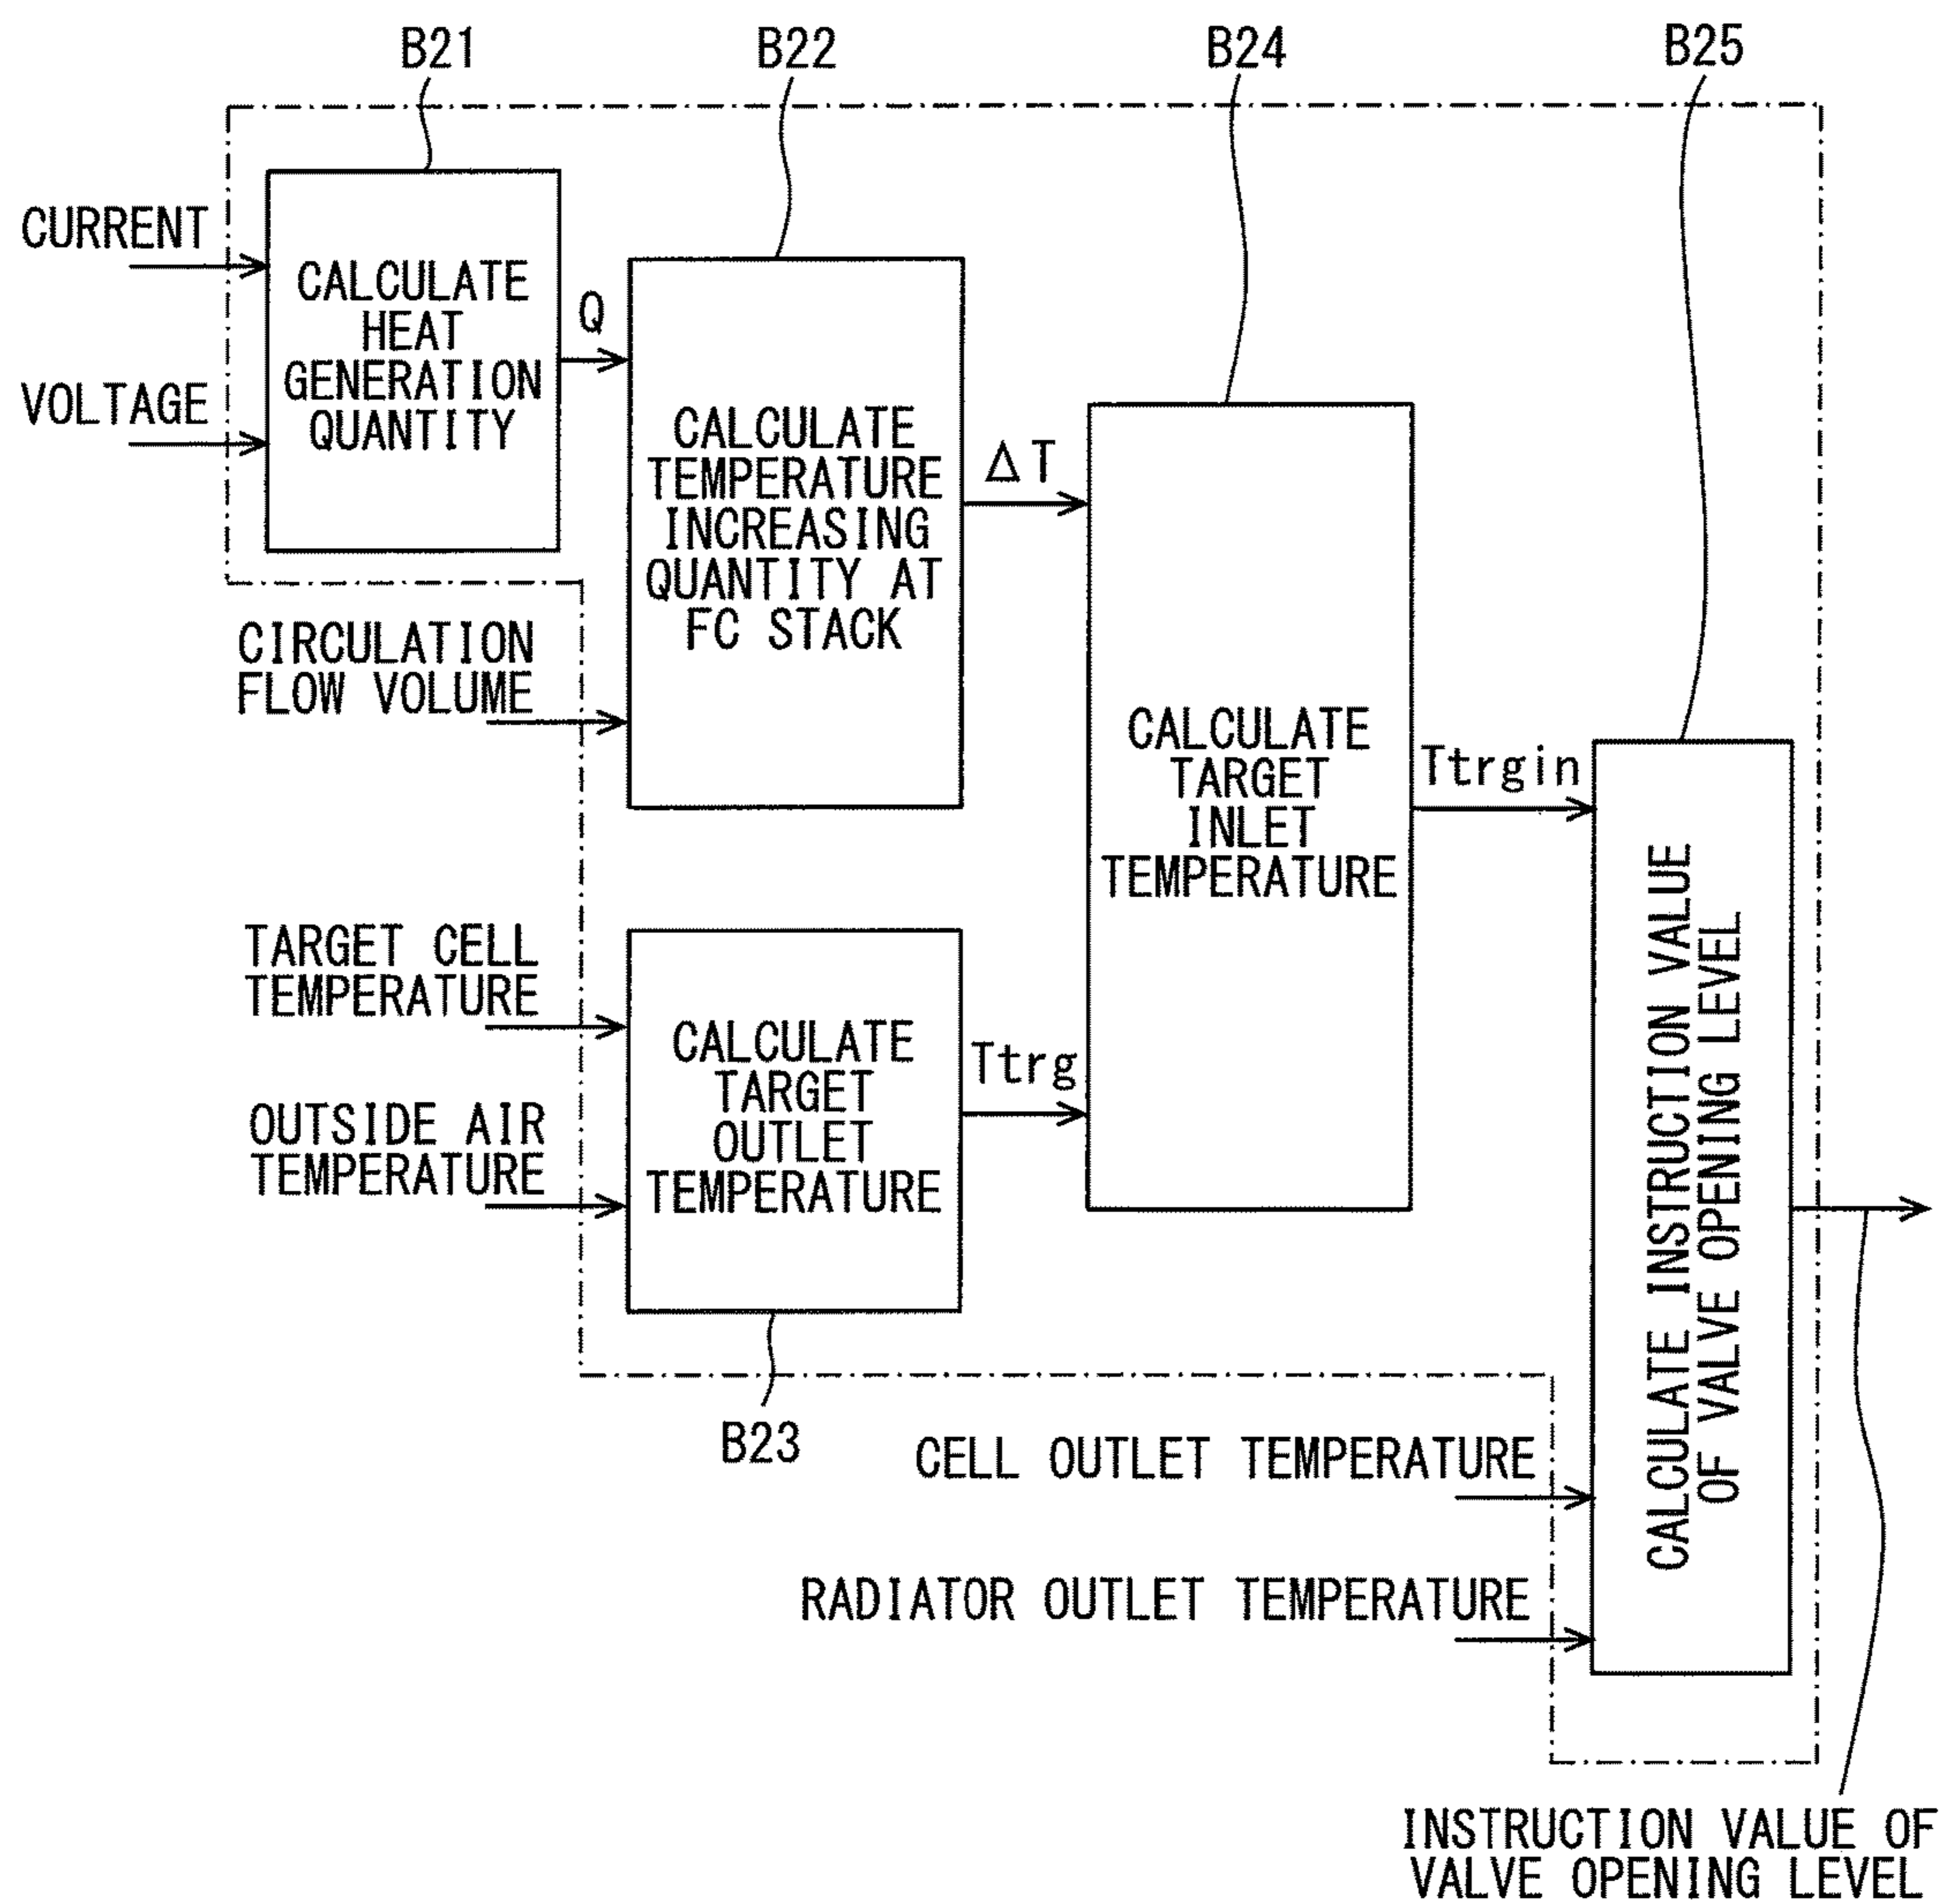 B21
B22
B24
B25
CURRENT
VOLTAGE
CALCULATE
HEAT
GENERATION
QUANTITY
Q
CALCULATE
TEMPERATURE
INCREASING
QUANTITY AT
FC STACK
ΔT
CIRCULATION
FLOW VOLUME
CALCULATE
TARGET
INLET
TEMPERATURE
Ttrgin
TARGET CELL
TEMPERATURE
OUTSIDE AIR
TEMPERATURE
CALCULATE
TARGET
OUTLET
TEMPERATURE
Ttrg
B23
CALCULATE INSTRUCTION VALUE
OF VALVE OPENING LEVEL
CELL OUTLET TEMPERATURE
RADIATOR OUTLET TEMPERATURE
INSTRUCTION VALUE OF
VALVE OPENING LEVEL